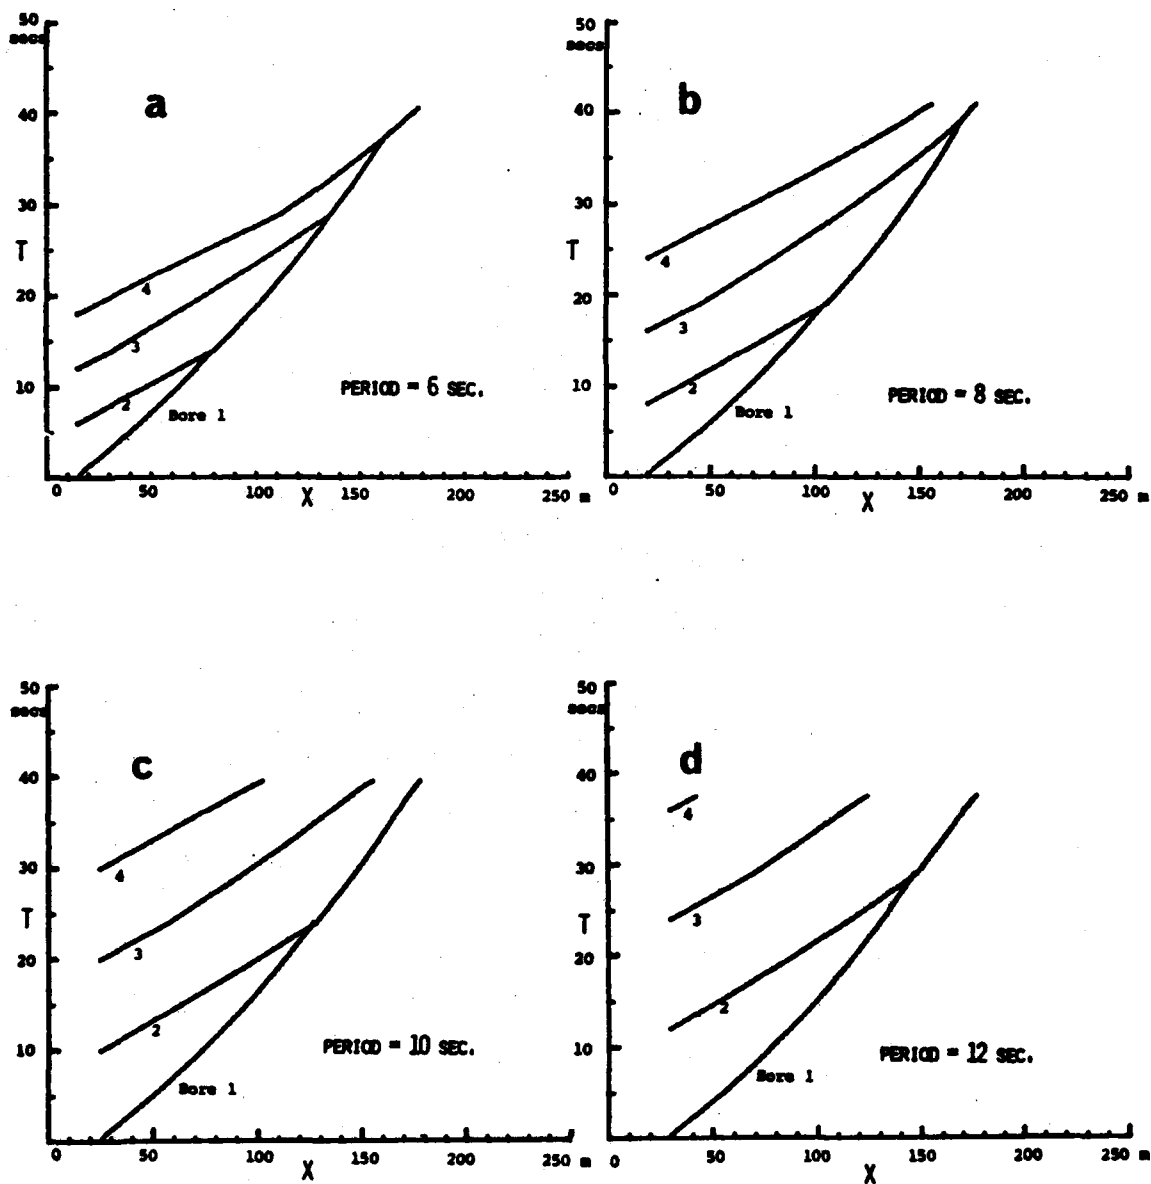 50
secs
a
40
30
T
20
10
4
3
2
Bore 1
PERIOD = 6 SEC.
0 50 100 150 200 250 m
X
50
secs
b
40
30
T
20
10
4
3
2
Bore 1
PERIOD = 8 SEC.
0 50 100 150 200 250 m
X
50
secs
c
40
30
T
20
10
4
3
2
Bore 1
PERIOD = 10 SEC.
0 50 100 150 200 250 m
X
50
secs
d
40
30
T
20
10
4
3
2
Bore 1
PERIOD = 12 SEC.
0 50 100 150 200 250 m
X